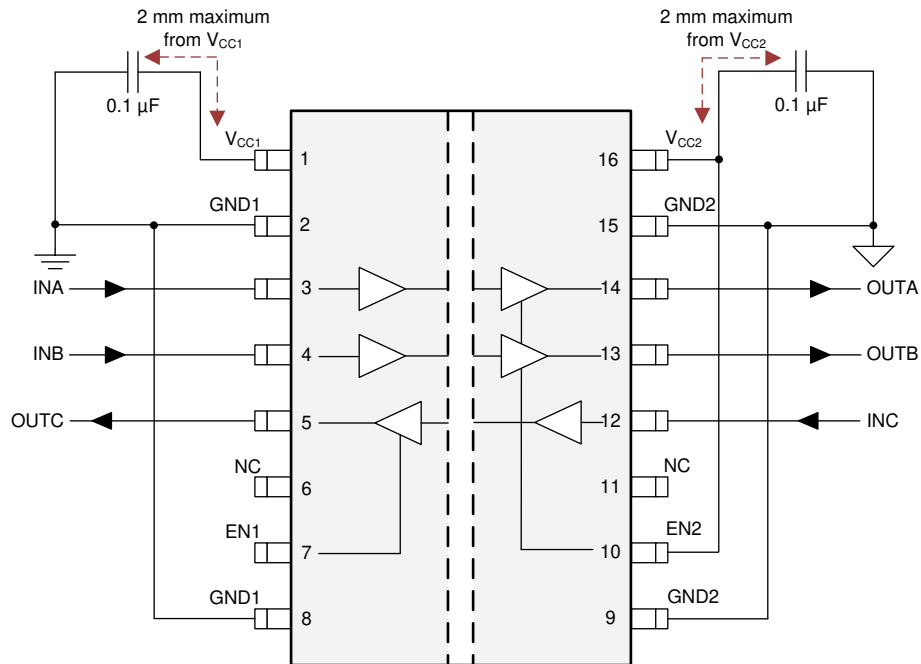 2 mm maximum
from VCC1
2 mm maximum
from VCC2
0.1 µF
0.1 µF
VCC1
1
16
VCC2
GND1
2
15
GND2
INA
3
14
OUTA
INB
4
13
OUTB
OUTC
5
12
INC
NC
6
11
NC
EN1
7
10
EN2
GND1
8
9
GND2